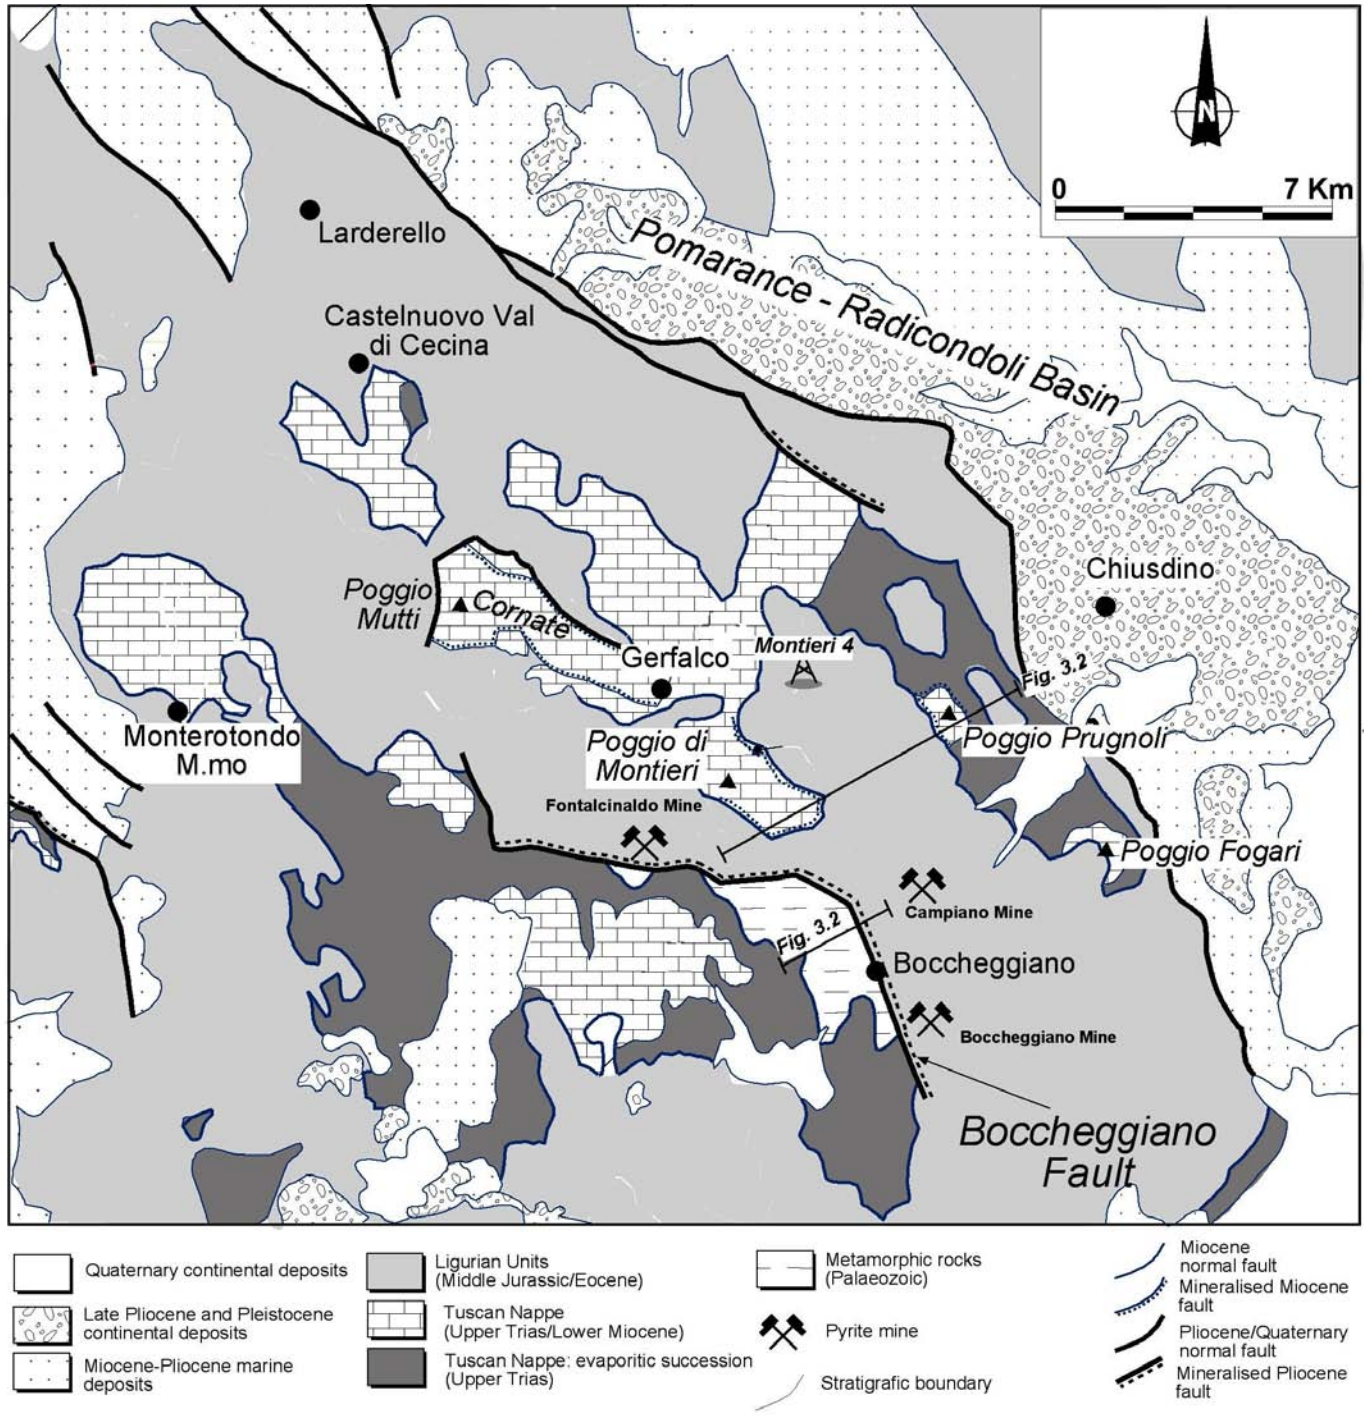 N
0 7 Km
Larderello
Pomarance - Radicondoli Basin
Castelnuovo Val
di Cecina
Chiusdino
Poggio
Mutti
Cornate
Gerfalco
Montieri 4
Fig. 3.2
Monterotondo
M.mo
Poggio di
Montieri
Poggio Prugnoli
Fontalcinaldo Mine
Poggio Fogari
Campiano Mine
Fig. 3.2
Boccheggiano
Boccheggiano Mine
Boccheggiano
Fault
Quaternary continental deposits
Late Pliocene and Pleistocene
continental deposits
Miocene-Pliocene marine
deposits
Ligurian Units
(Middle Jurassic/Eocene)
Tuscan Nappe
(Upper Trias/Lower Miocene)
Tuscan Nappe: evaporitic succession
(Upper Trias)
Metamorphic rocks
(Palaeozoic)
Pyrite mine
Stratigrafic boundary
Miocene
normal fault
Mineralised Miocene
fault
Pliocene/Quaternary
normal fault
Mineralised Pliocene
fault